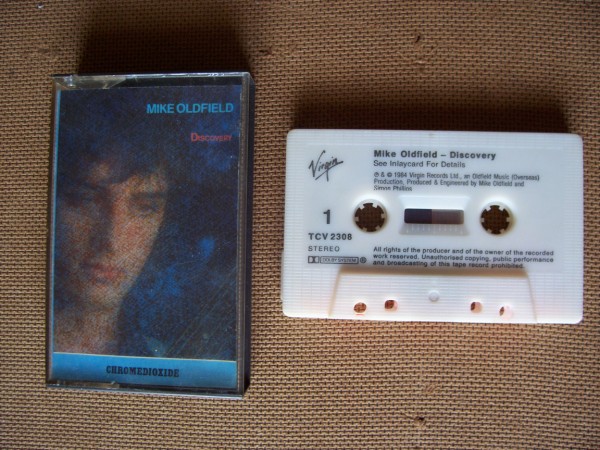 MIKE OLDFIELD
DISCOVERY
CHROMEDIOXIDE
Virgin
Mike Oldfield – Discovery
See Inlaycard For Details
℗ & © 1984 Virgin Records Ltd., an Oldfield Music (Overseas)
Production. Produced & Engineered by Mike Oldfield and
Simon Phillips
1
TCV 2308
STEREO
DOLBY SYSTEM ®
All rights of the producer and of the owner of the recorded
work reserved. Unauthorised copying, public performance
and broadcasting of this tape record prohibited.